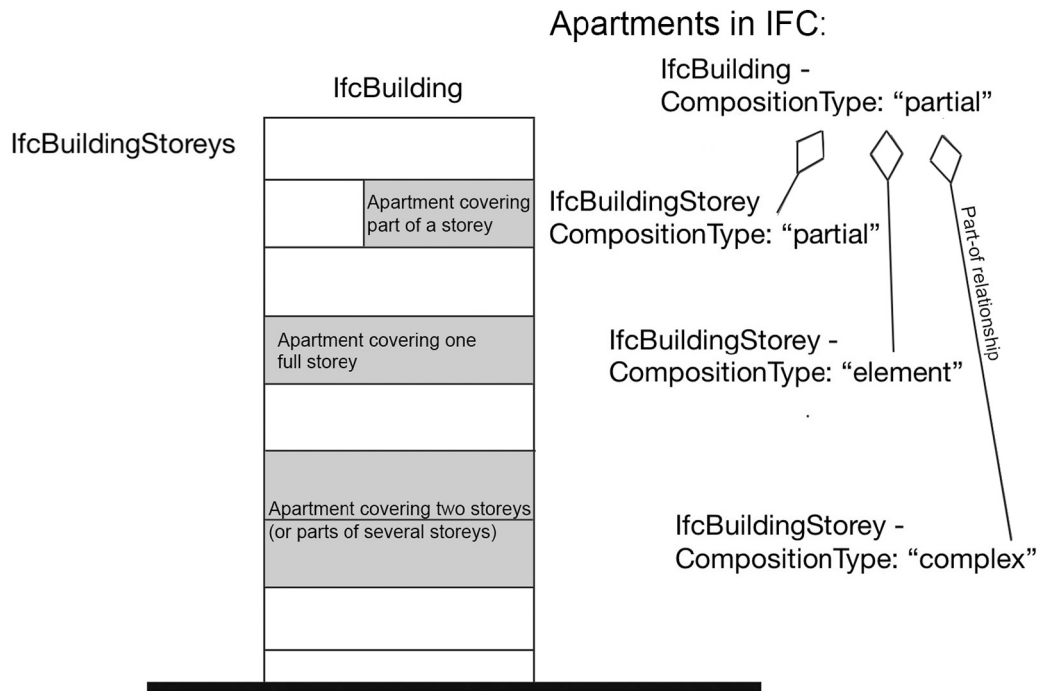 Apartments in IFC:
IfcBuilding -
CompositionType: “partial”
IfcBuilding
IfcBuildingStoreys
Apartment covering
part of a storey
IfcBuildingStorey
CompositionType: “partial”
Part-of relationship
Apartment covering one
full storey
IfcBuildingStorey -
CompositionType: “element”
Apartment covering two storeys
(or parts of several storeys)
IfcBuildingStorey -
CompositionType: “complex”